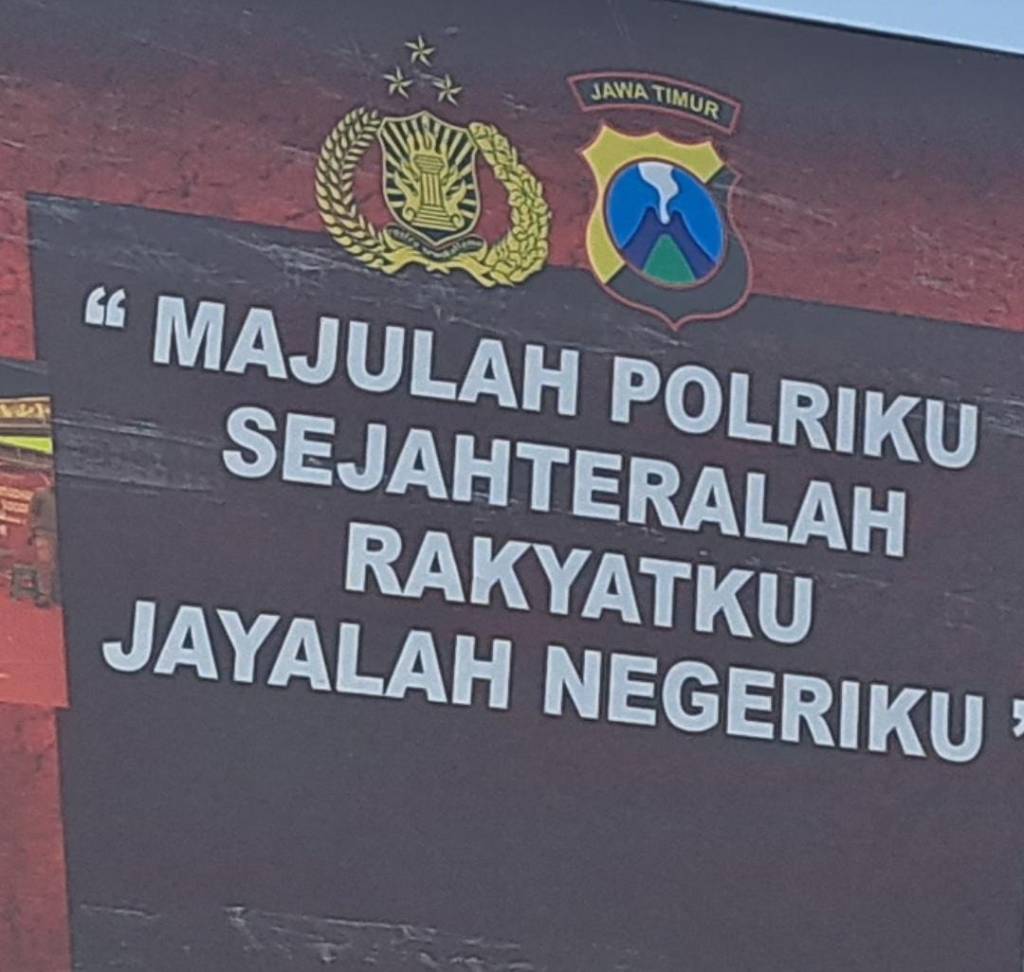 JAWA TIMUR
“ MAJULAH POLRIKU
SEJAHTERALAH
RAKYATKU
JAYALAH NEGERIKU ”